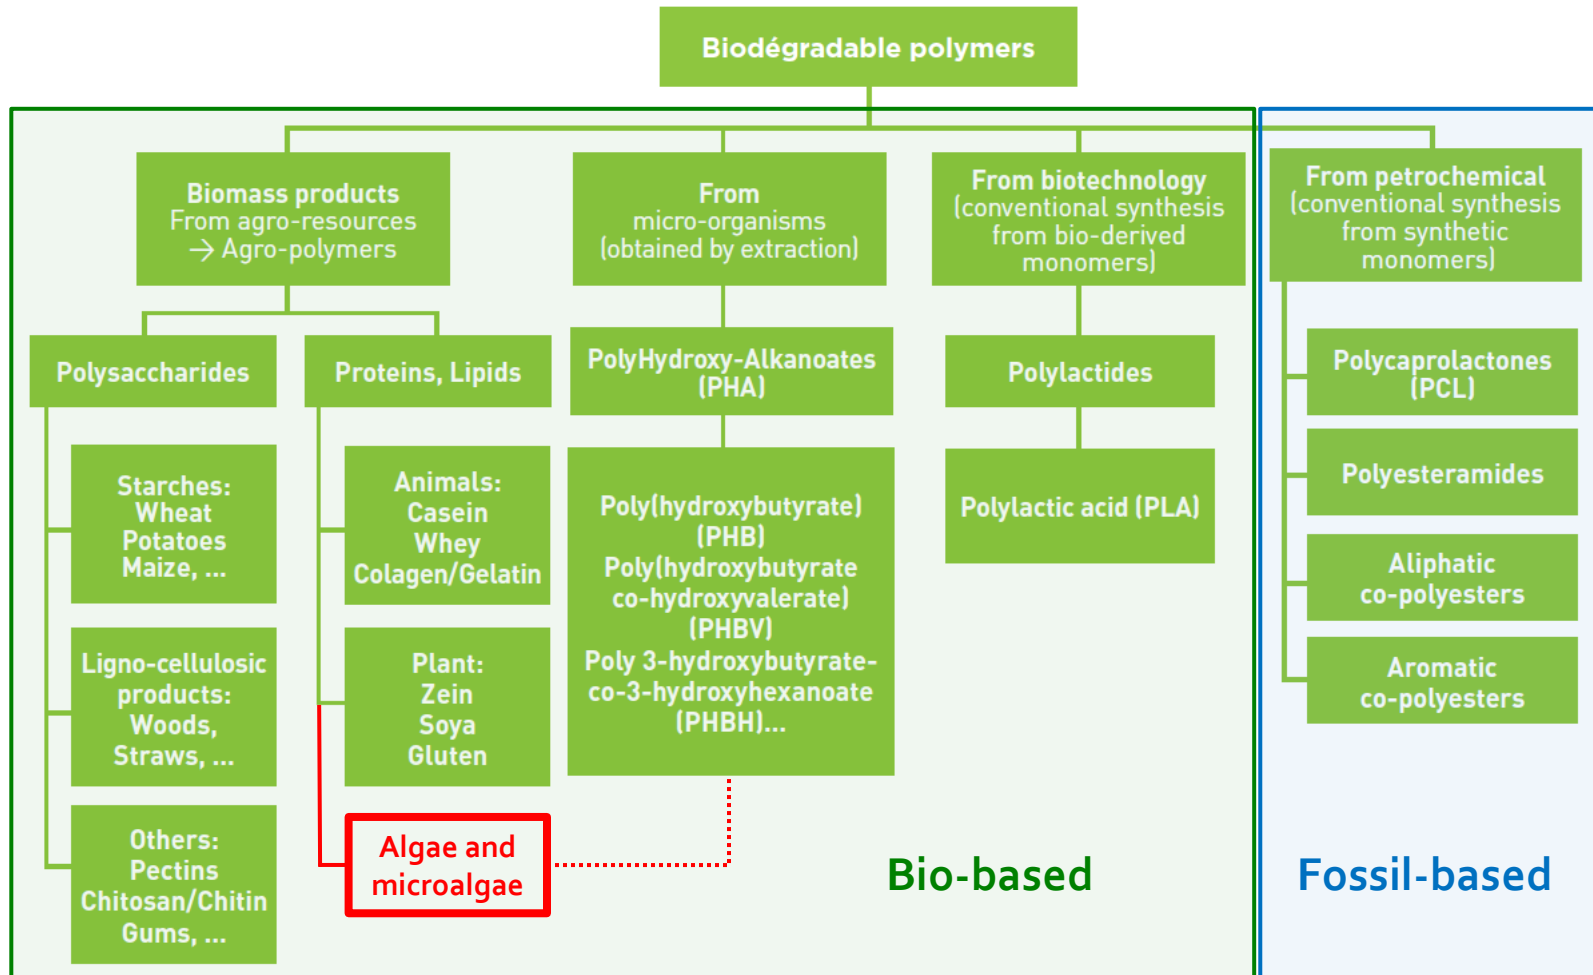 Biodégradable polymers
Biomass products
From agro-resources
→ Agro-polymers
From
micro-organisms
(obtained by extraction)
From biotechnology
(conventional synthesis
from bio-derived
monomers)
From petrochemical
(conventional synthesis
from synthetic
monomers)
Polysaccharides
Proteins, Lipids
PolyHydroxy-Alkanoates
(PHA)
Polylactides
Polycaprolactones
(PCL)
Starches:
Wheat
Potatoes
Maize, ...
Animals:
Casein
Whey
Colagen/Gelatin
Poly(hydroxybutyrate)
(PHB)
Poly(hydroxybutyrate
co-hydroxyvalerate)
(PHBV)
Poly 3-hydroxybutyrate-
co-3-hydroxyhexanoate
(PHBH)...
Polylactic acid (PLA)
Polyesteramides
Aliphatic
co-polyesters
Ligno-cellulosic
products:
Woods,
Straws, ...
Plant:
Zein
Soya
Gluten
Aromatic
co-polyesters
Others:
Pectins
Chitosan/Chitin
Gums, ...
Algae and
microalgae
Bio-based
Fossil-based